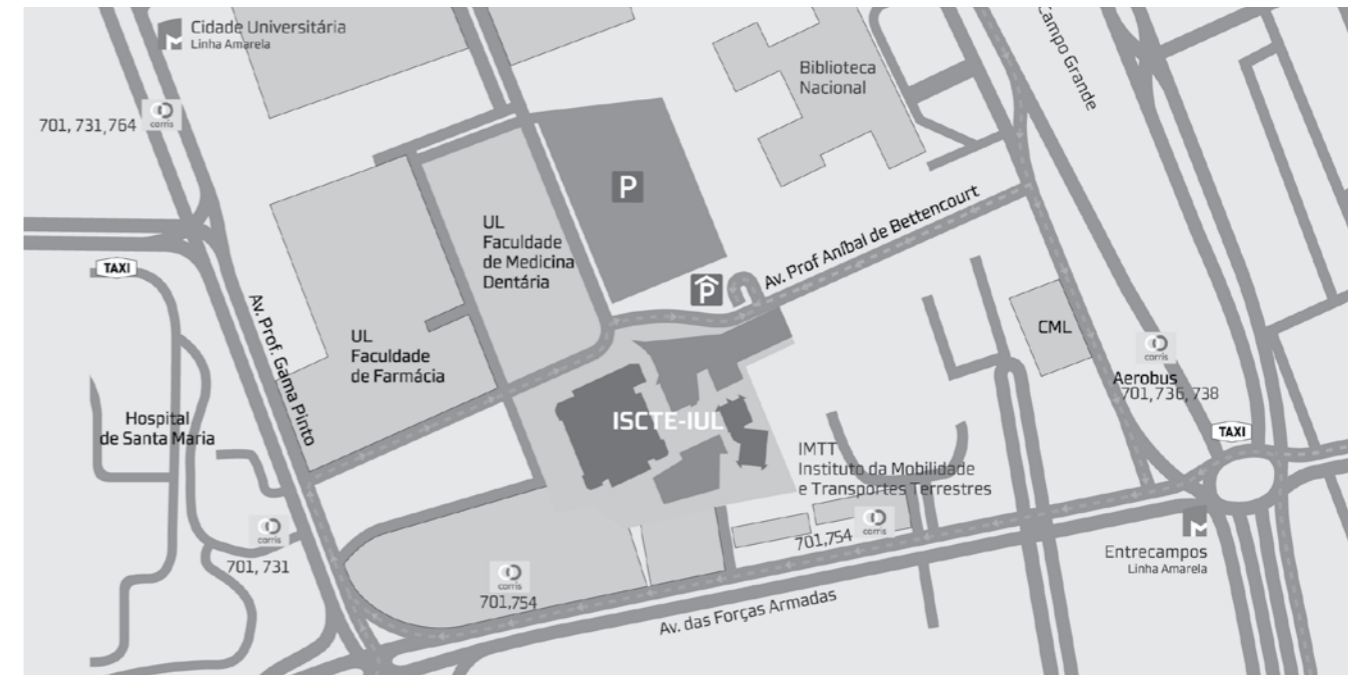 Cidade Universitária
Linha Amarela
Campo Grande
Biblioteca
Nacional
carris
701, 731,764
P
UL
Faculdade
de Medicina
Dentária
Av. Prof Aníbal de Bettencourt
TAXI
P
Av. Prof. Gama Pinto
UL
Faculdade
de Farmácia
CML
carris
Aerobus
701, 736, 738
Hospital
de Santa Maria
ISCTE-IUL
TAXI
IMTT
Instituto da Mobilidade
e Transportes Terrestres
carris
701, 731
carris
701,754
Entrecampos
Linha Amarela
carris
701,754
Av. das Forças Armadas